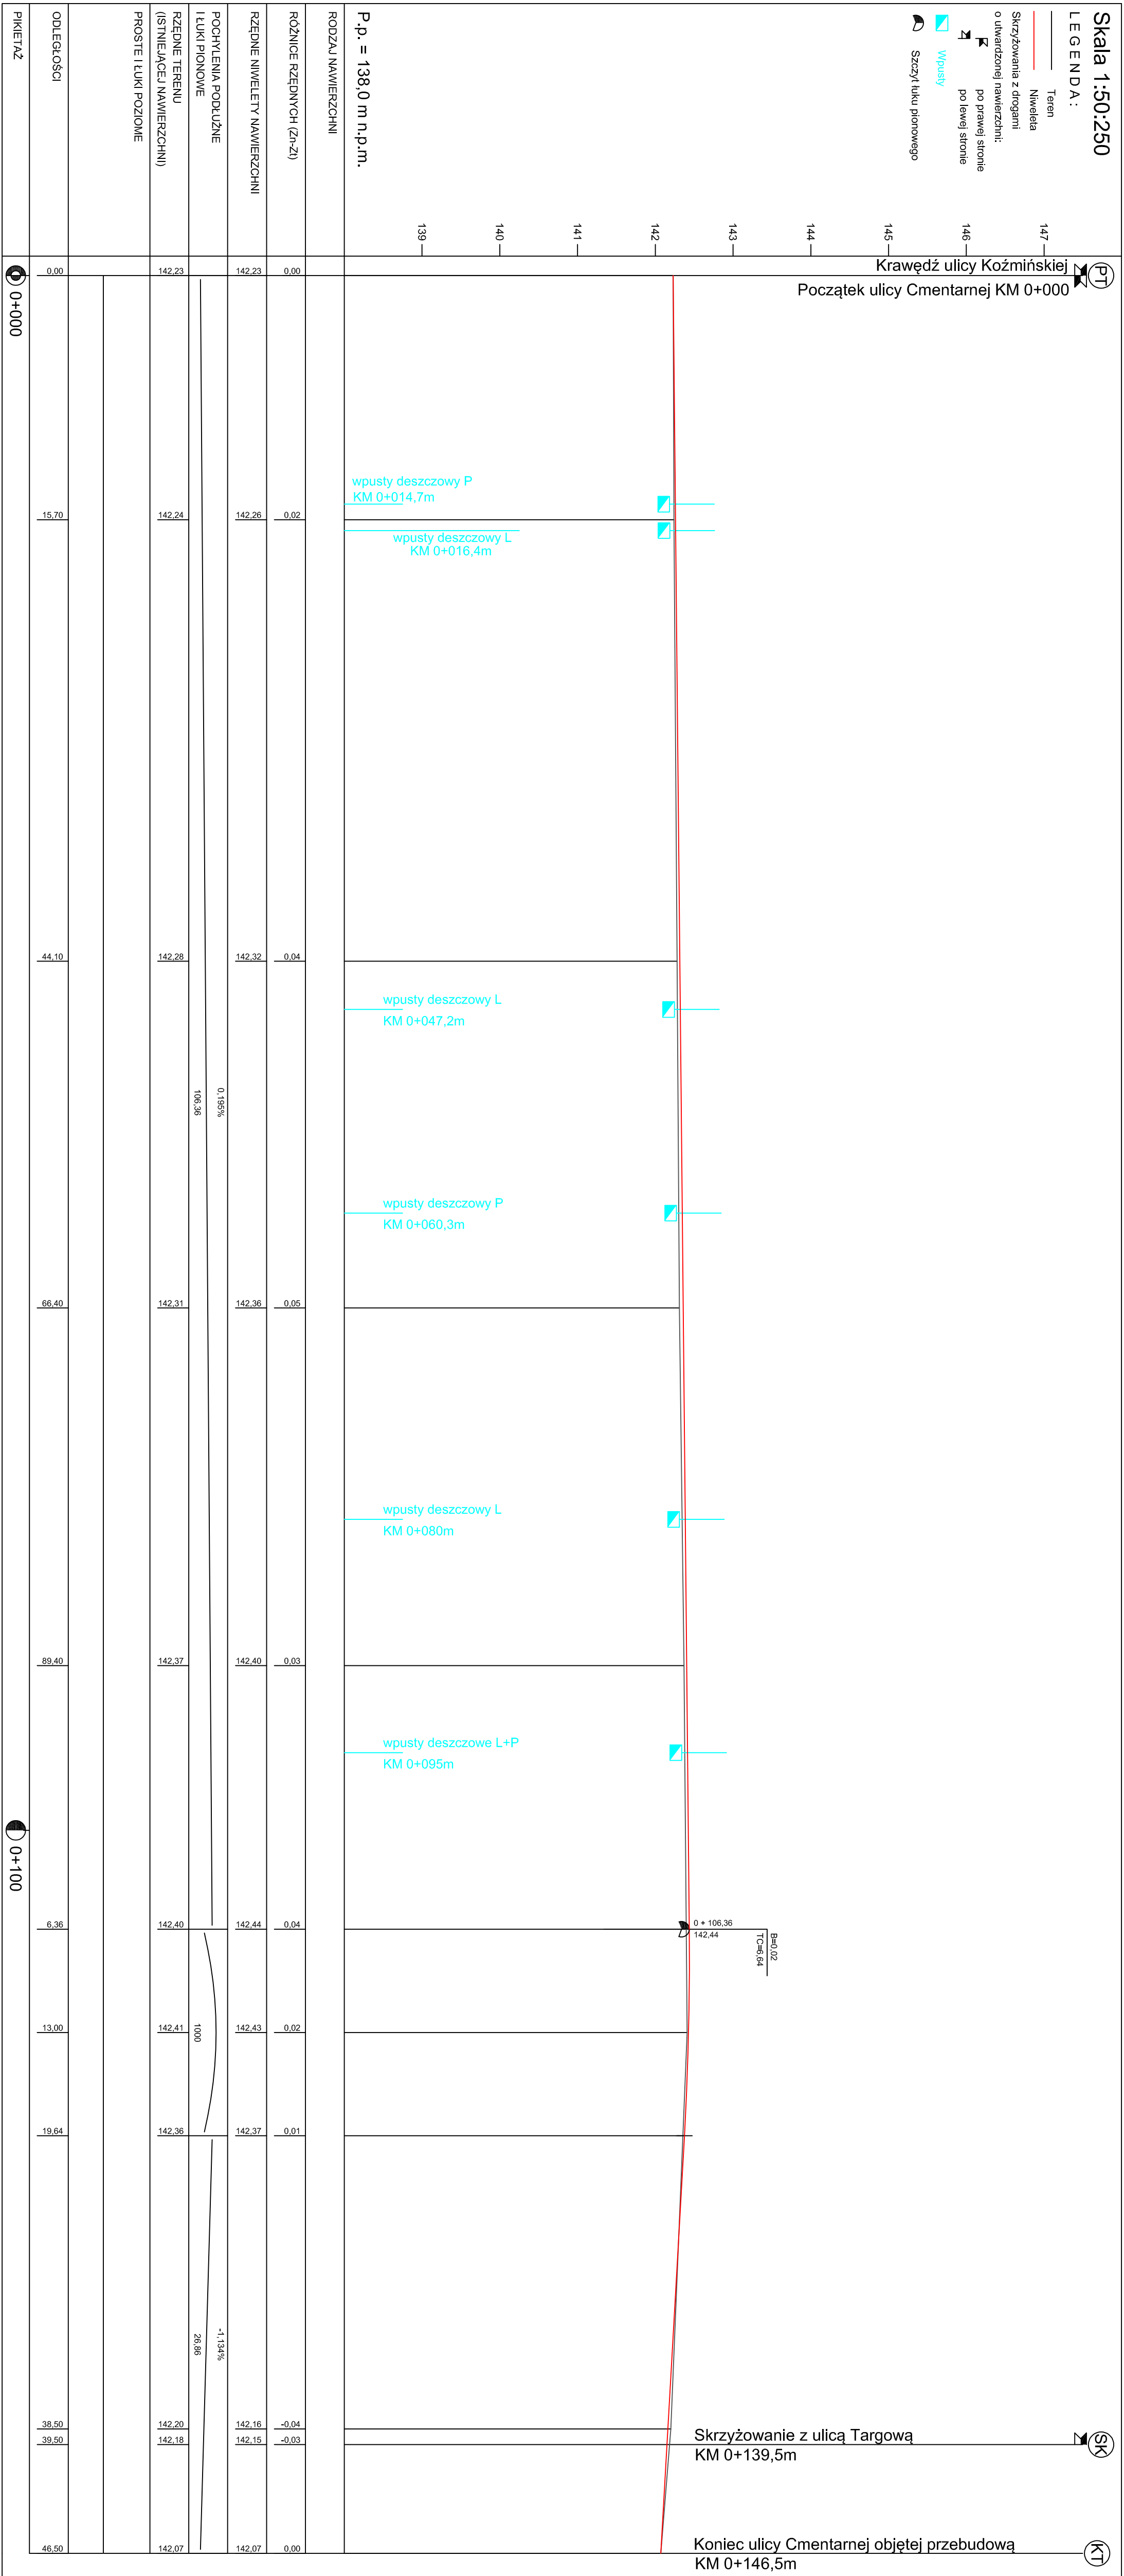 Skala 1:50:250
L E G E N D A :
Teren
Niweleta
Skrzyżowania z drogami
o utwardzonej nawierzchni:
po prawej stronie
po lewej stronie
Wpusty
Szczyt łuku pionowego
147
146
145
144
143
142
141
140
139
P.p. = 138,0 m n.p.m.
RODZAJ NAWIERZCHNI
RÓŻNICE RZĘDNYCH (Zn-Zt)
RZĘDNE NIWELETY NAWIERZCHNI
POCHYLENIA PODŁUŻNE
I ŁUKI PIONOWE
RZĘDNE TERENU
(ISTNIEJĄCEJ NAWIERZCHNI)
PROSTE I ŁUKI POZIOME
ODLEGŁOŚCI
PIKIETAŻ
PT
Krawędź ulicy Koźmińskiej
Początek ulicy Cmentarnej KM 0+000
wpusty deszczowy P
KM 0+014,7m
wpusty deszczowy L
KM 0+016,4m
wpusty deszczowy L
KM 0+047,2m
wpusty deszczowy P
KM 0+060,3m
wpusty deszczowy L
KM 0+080m
wpusty deszczowe L+P
KM 0+095m
0 + 106,36
142,44
B=0,02
TC=6,64
SK
Skrzyżowanie z ulicą Targową
KM 0+139,5m
KT
Koniec ulicy Cmentarnej objętej przebudową
KM 0+146,5m
0,00 0,02 0,04 0,05 0,03 0,04 0,02 0,01 -0,04 -0,03 0,00
142,23 142,26 142,32 142,36 142,40 142,44 142,43 142,37 142,16 142,15 142,07
0,195% -1,134%
106,36 1000 26,86
142,23 142,24 142,28 142,31 142,37 142,40 142,41 142,36 142,20 142,18 142,07
0,00 15,70 44,10 66,40 89,40 6,36 13,00 19,64 38,50 39,50 46,50
0+000 0+100